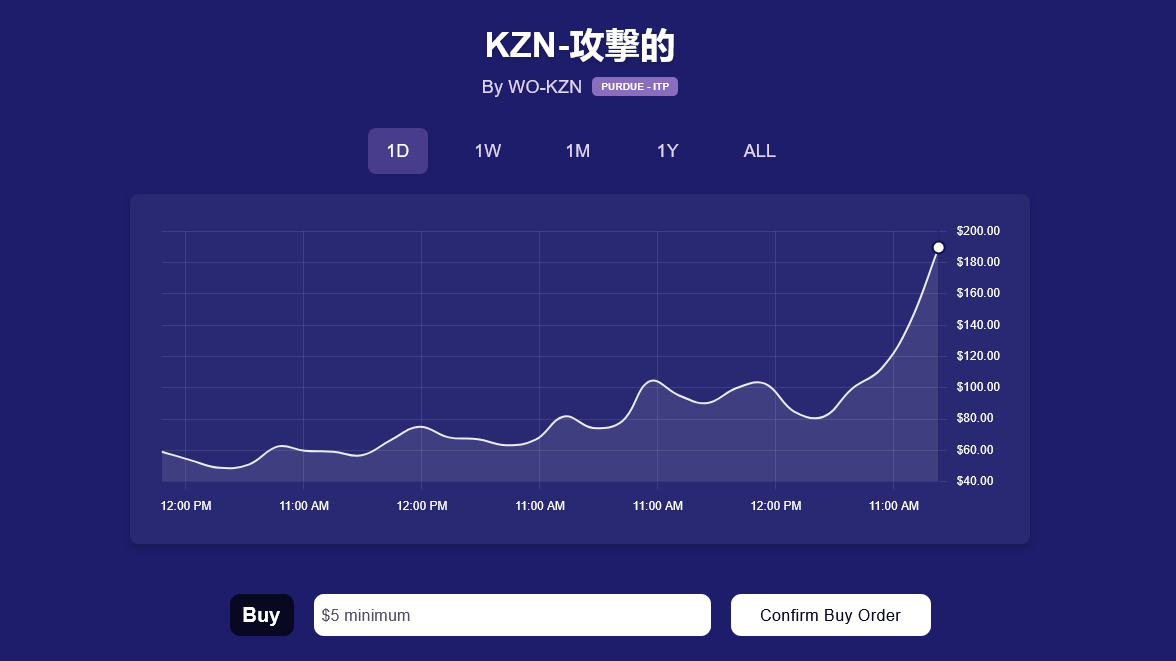 KZN-攻撃的
By WO-KZN PURDUE - ITP
1D 1W 1M 1Y ALL
$200.00
$180.00
$160.00
$140.00
$120.00
$100.00
$80.00
$60.00
$40.00
12:00 PM 11:00 AM 12:00 PM 11:00 AM 11:00 AM 12:00 PM 11:00 AM
Buy $5 minimum Confirm Buy Order